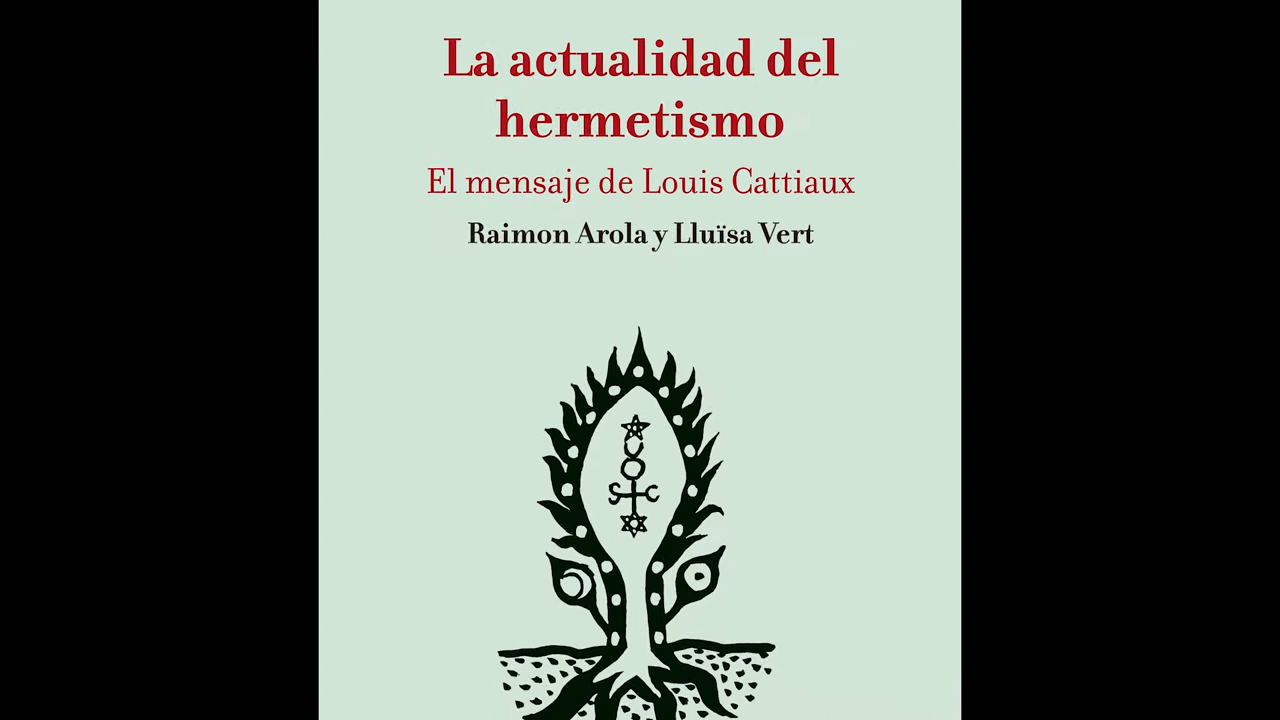 La actualidad del
hermetismo
El mensaje de Louis Cattiaux
Raimon Arola y Lluïsa Vert